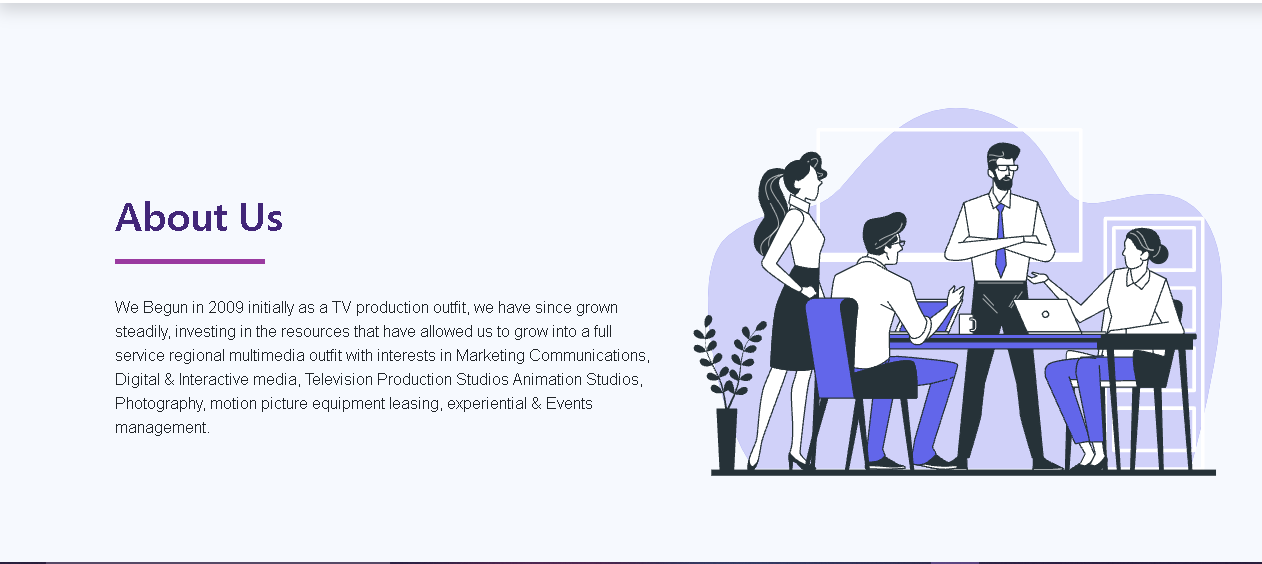 About Us
We Begun in 2009 initially as a TV production outfit, we have since grown
steadily, investing in the resources that have allowed us to grow into a full
service regional multimedia outfit with interests in Marketing Communications,
Digital & Interactive media, Television Production Studios Animation Studios,
Photography, motion picture equipment leasing, experiential & Events
management.